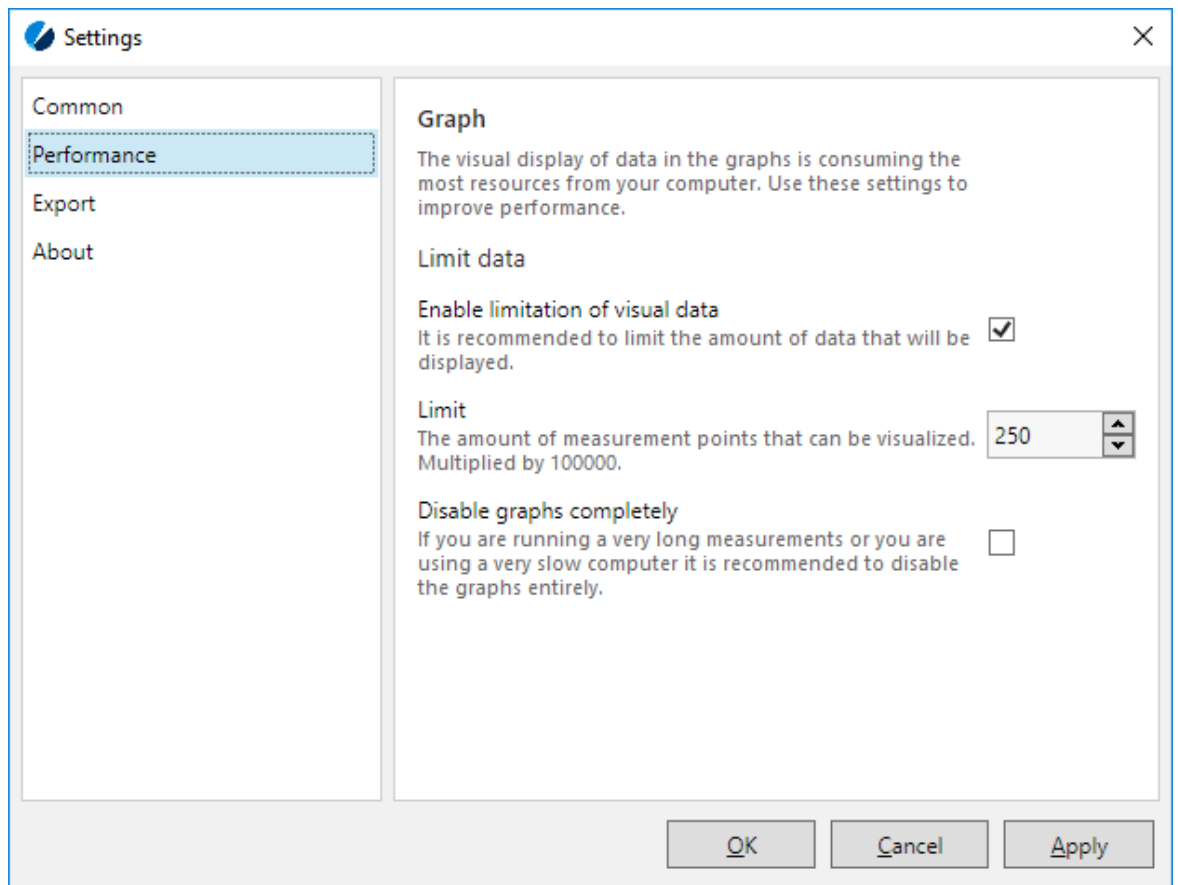 Settings
Common
Performance
Export
About
Graph
The visual display of data in the graphs is consuming the
most resources from your computer. Use these settings to
improve performance.
Limit data
Enable limitation of visual data
It is recommended to limit the amount of data that will be
displayed.
Limit
The amount of measurement points that can be visualized.
Multiplied by 100000.
250
Disable graphs completely
If you are running a very long measurements or you are
using a very slow computer it is recommended to disable
the graphs entirely.
OK
Cancel
Apply